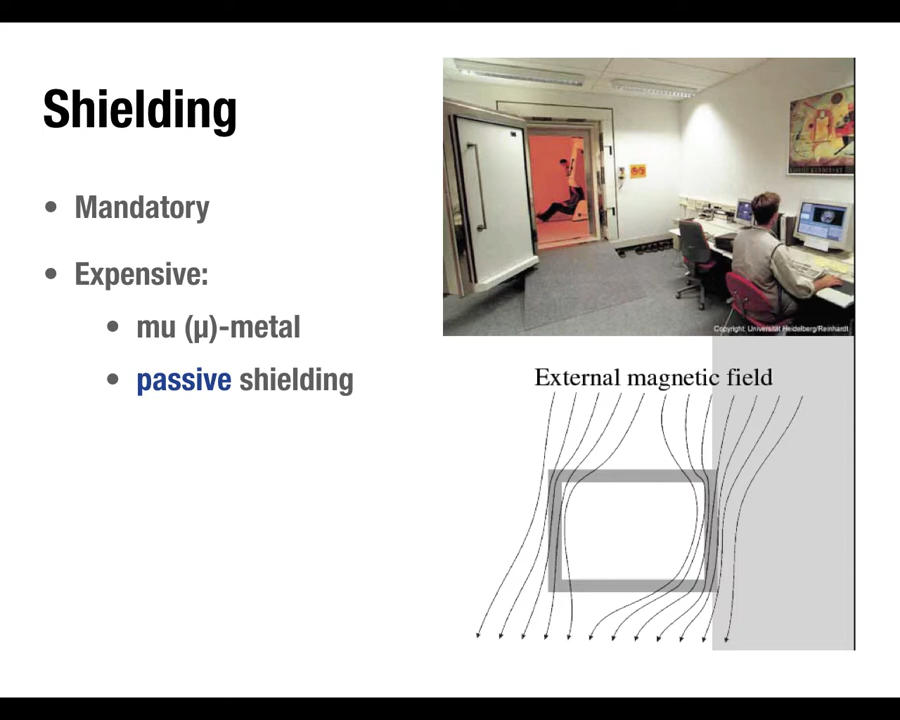 Shielding
• Mandatory
• Expensive:
• mu (µ)-metal
• passive shielding
Copyright: Universität Heidelberg/Reinhardt
External magnetic field